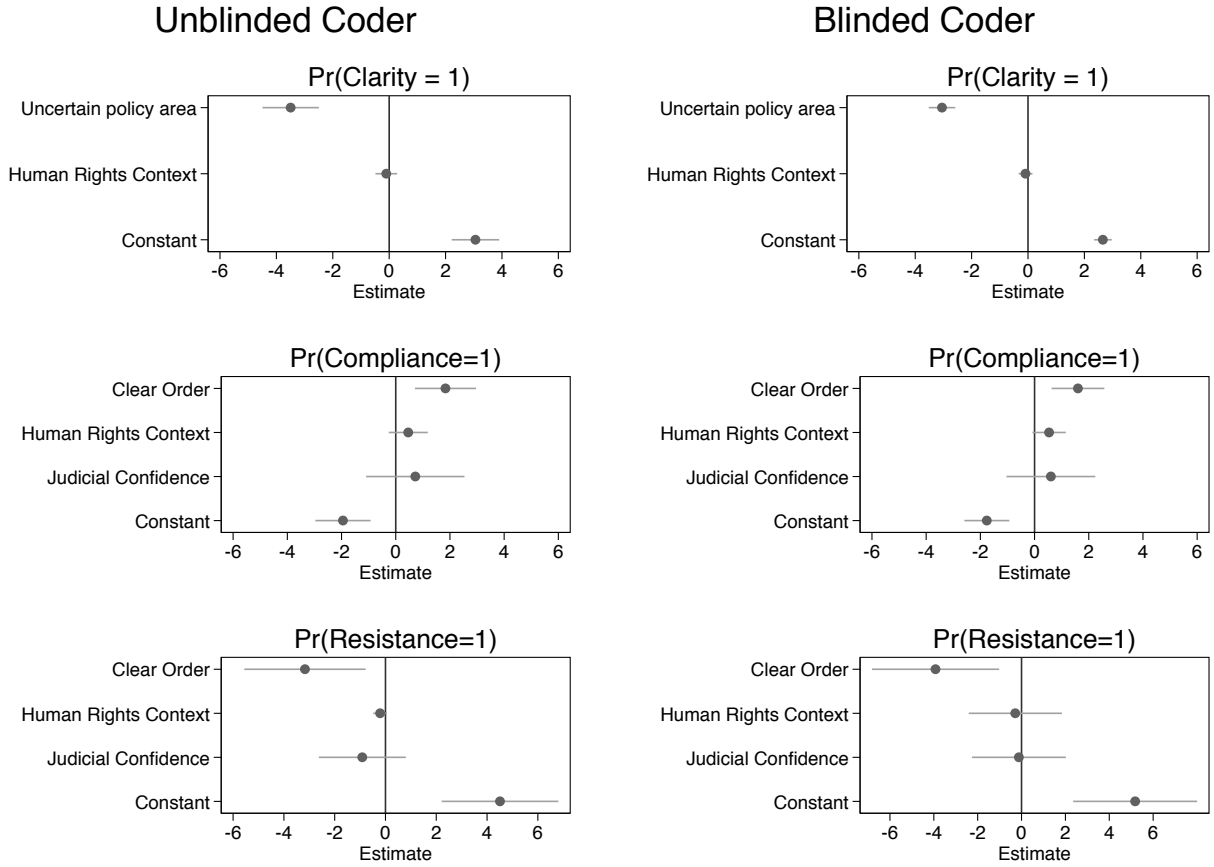 Unblinded Coder
Pr(Clarity = 1)
Uncertain policy area
Human Rights Context
Constant
-6 -4 -2 0 2 4 6
Estimate
Pr(Compliance=1)
Clear Order
Human Rights Context
Judicial Confidence
Constant
-6 -4 -2 0 2 4 6
Estimate
Pr(Resistance=1)
Clear Order
Human Rights Context
Judicial Confidence
Constant
-6 -4 -2 0 2 4 6
Estimate
Blinded Coder
Pr(Clarity = 1)
Uncertain policy area
Human Rights Context
Constant
-6 -4 -2 0 2 4 6
Estimate
Pr(Compliance=1)
Clear Order
Human Rights Context
Judicial Confidence
Constant
-6 -4 -2 0 2 4 6
Estimate
Pr(Resistance=1)
Clear Order
Human Rights Context
Judicial Confidence
Constant
-6 -4 -2 0 2 4 6
Estimate